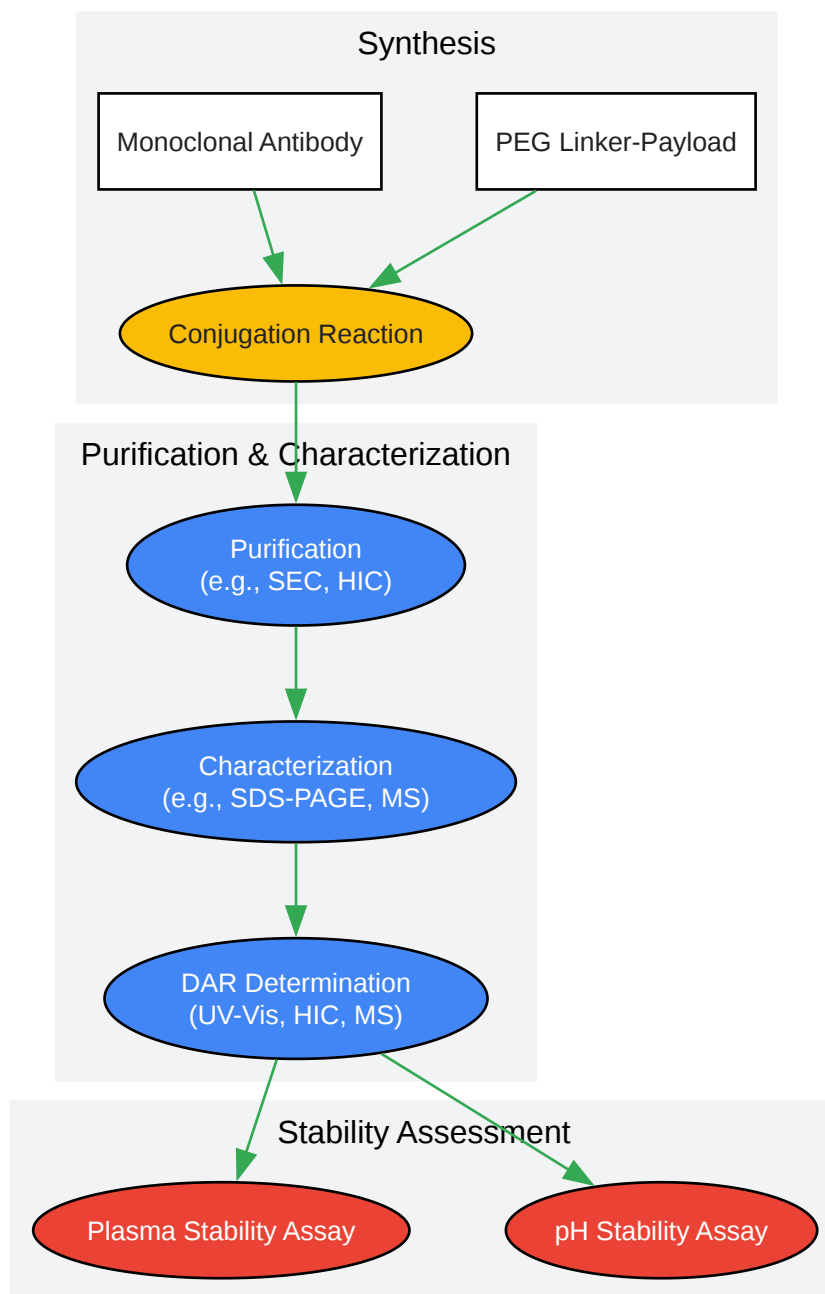 Synthesis
Monoclonal Antibody
PEG Linker-Payload
Conjugation Reaction
Purification & Characterization
Purification
(e.g., SEC, HIC)
Characterization
(e.g., SDS-PAGE, MS)
DAR Determination
(UV-Vis, HIC, MS)
Stability Assessment
Plasma Stability Assay
pH Stability Assay